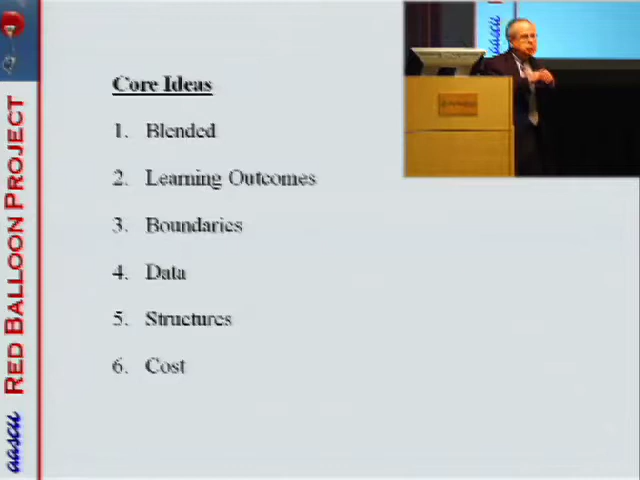 Core Ideas
1. Blended
2. Learning Outcomes
3. Boundaries
4. Data
5. Structures
6. Cost
RED BALLOON PROJECT
aascu
aascu